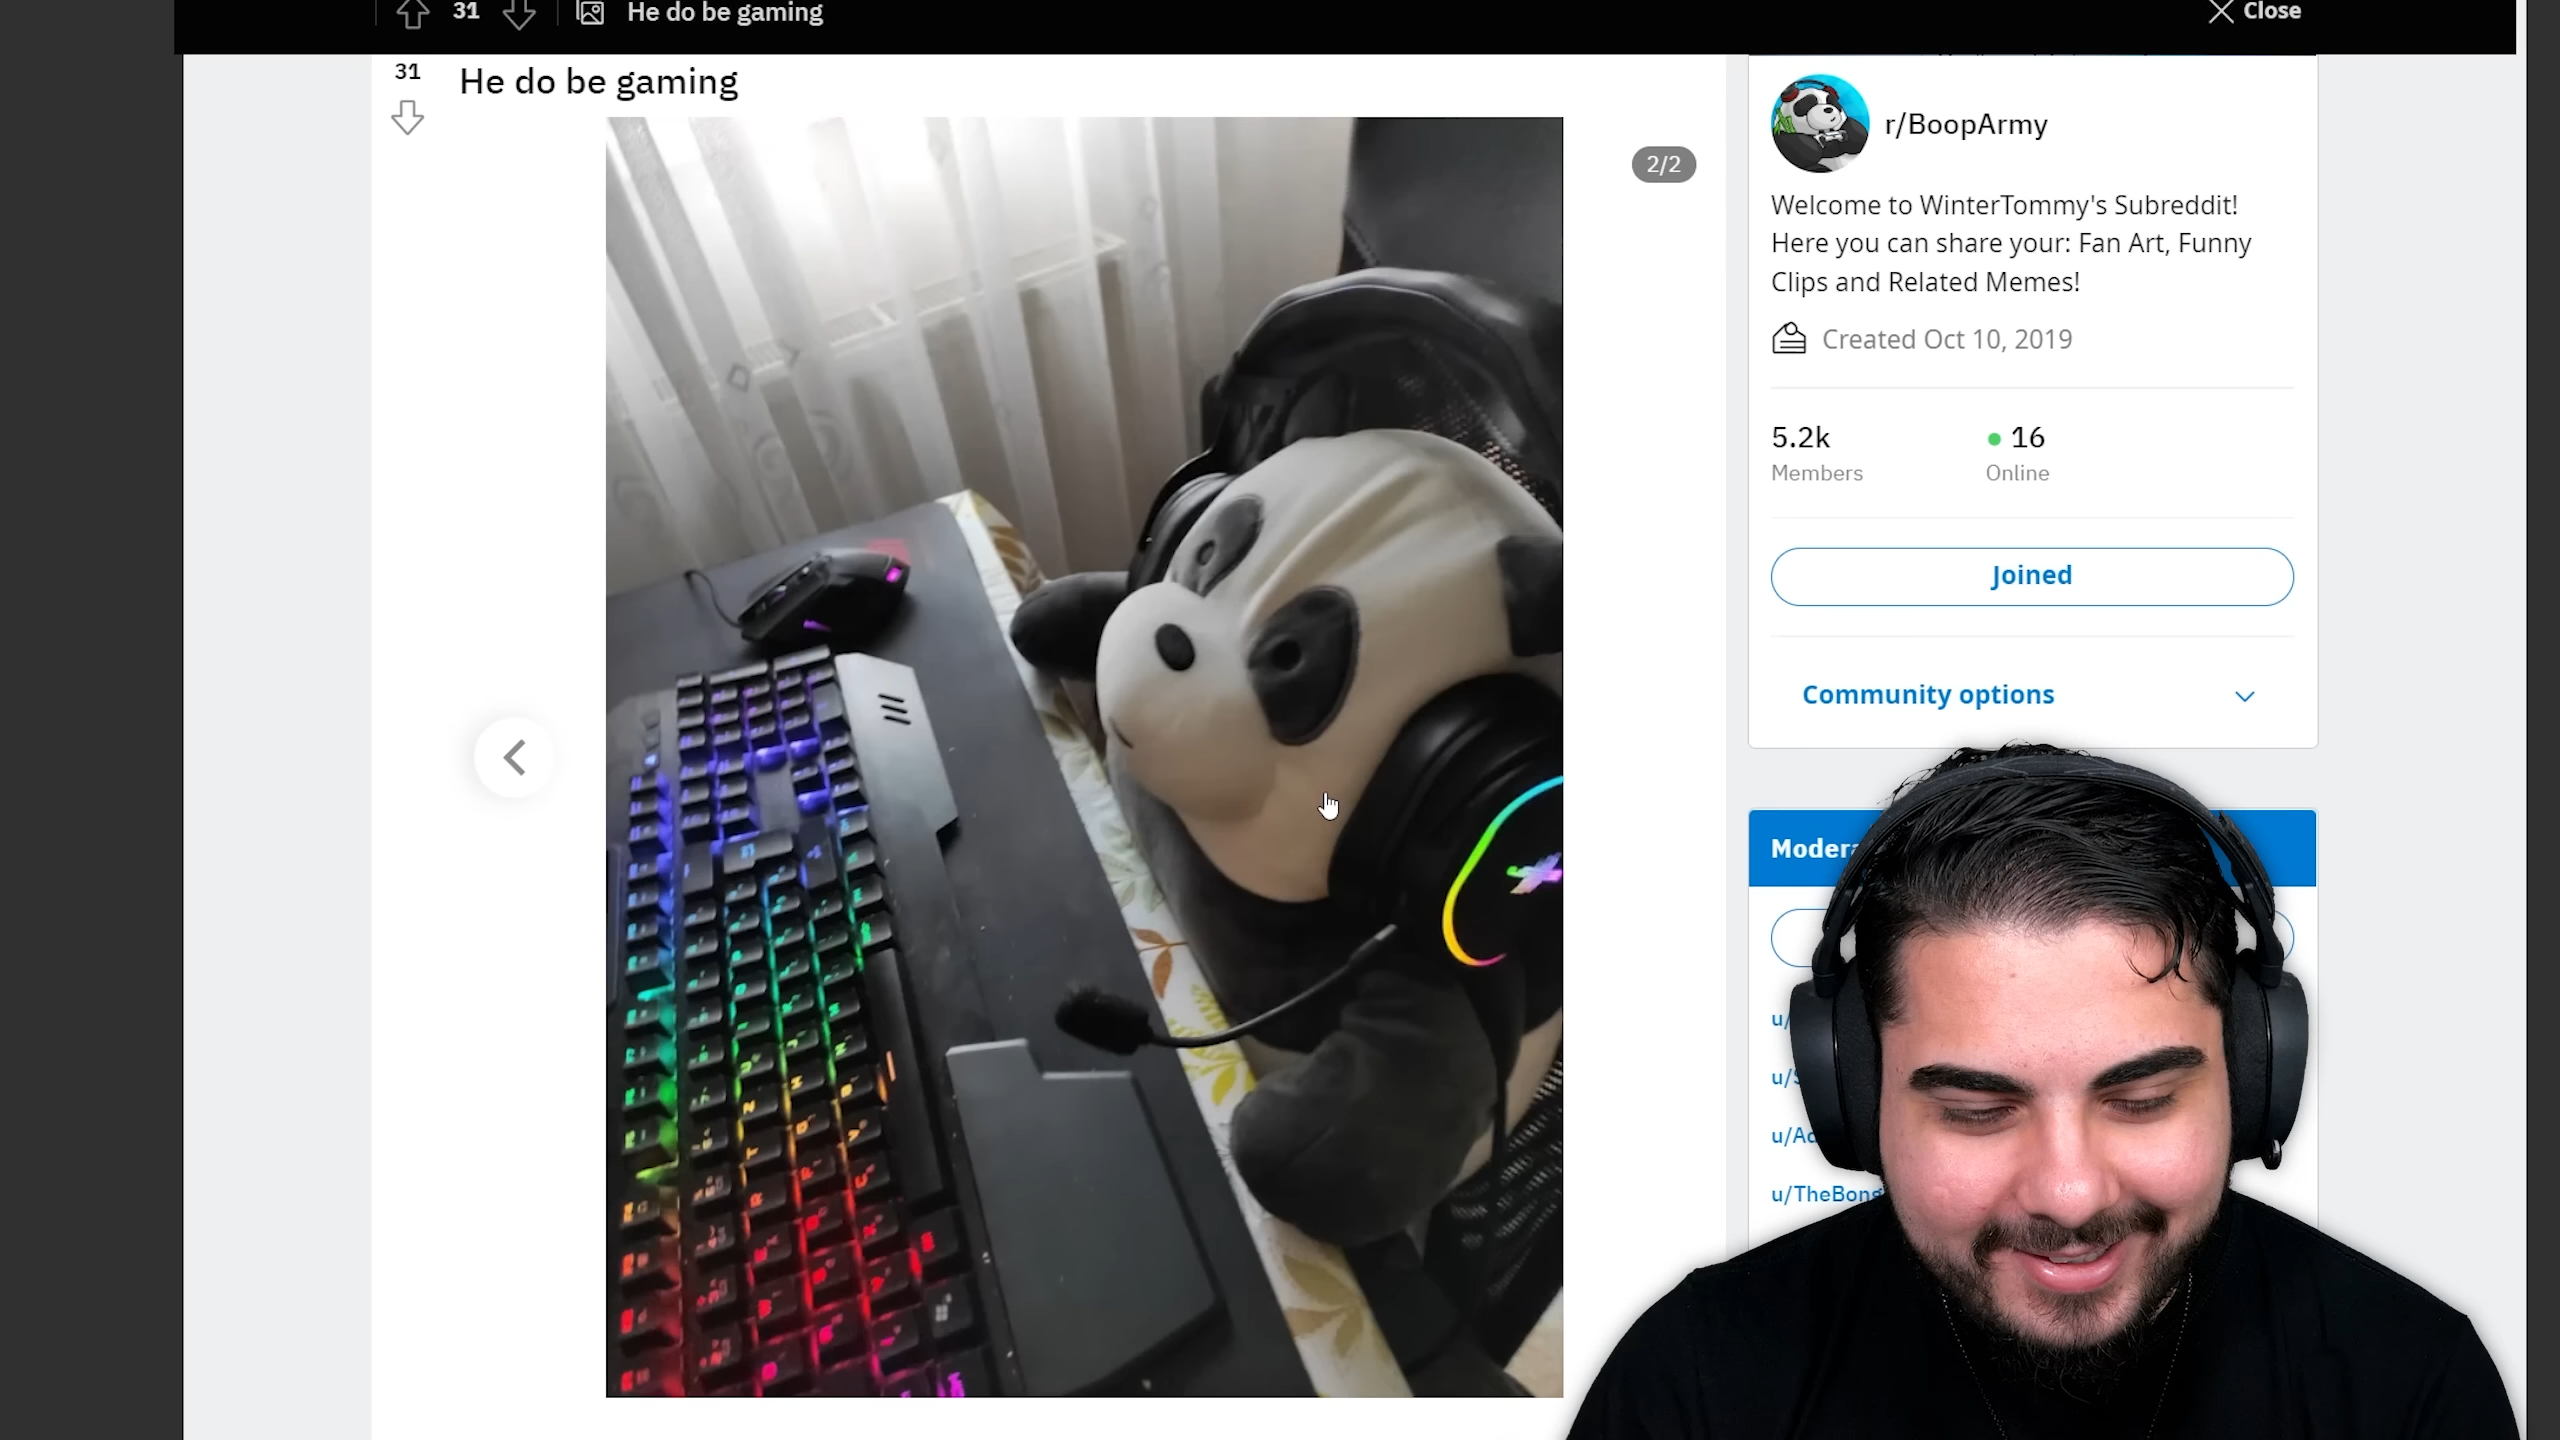 31 He do be gaming
Close
31
He do be gaming
2/2
r/BoopArmy
Welcome to WinterTommy's Subreddit!
Here you can share your: Fan Art, Funny
Clips and Related Memes!
Created Oct 10, 2019
5.2k
Members
16
Online
Joined
Community options
u/TheBong